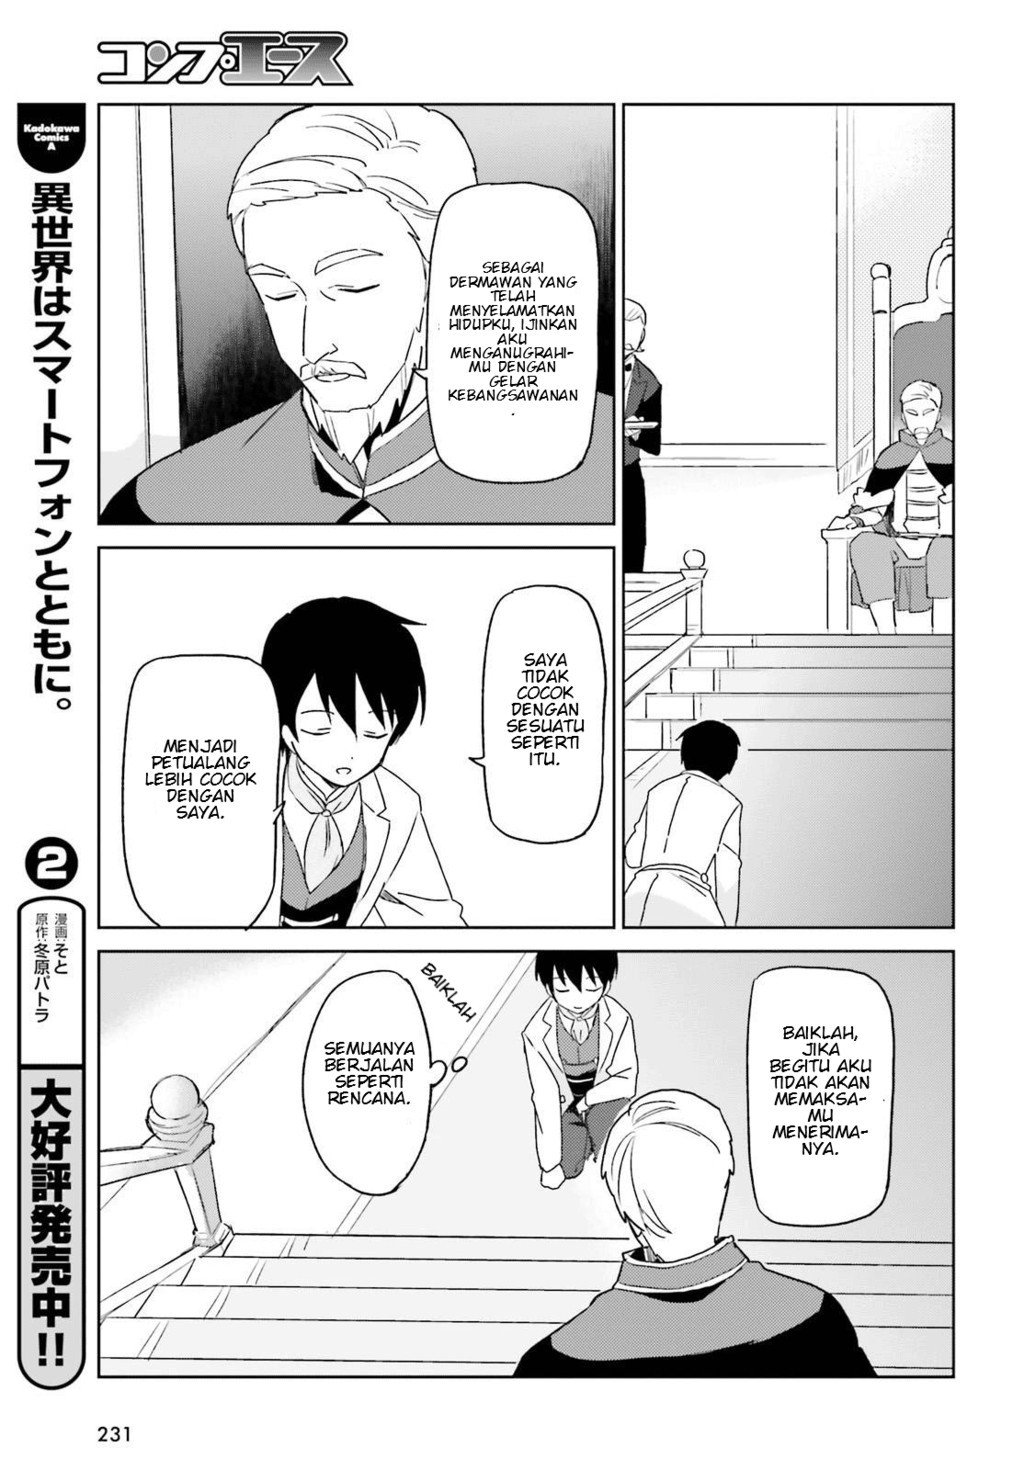 コンプ・エース
Kadokawa
Comics
A
異世界はスマートフォンとともに。
2
漫画:そと
原作:冬原パトラ
大好評発売中!!
SEBAGAI
DERMAWAN YANG
TELAH
MENYELAMATKAN
HIDUPKU, IJINKAN
AKU
MENGANUGRAHI-
MU DENGAN
GELAR
KEBANGSAWANAN
.
SAYA
TIDAK
COCOK
DENGAN
SESUATU
SEPERTI
ITU.
MENJADI
PETUALANG
LEBIH COCOK
DENGAN
SAYA.
BAIKLAH,
JIKA
BEGITU AKU
TIDAK AKAN
MEMAKSA-
MU
MENERIMA-
NYA.
BAIKLAH
SEMUANYA
BERJALAN
SEPERTI
RENCANA.
231